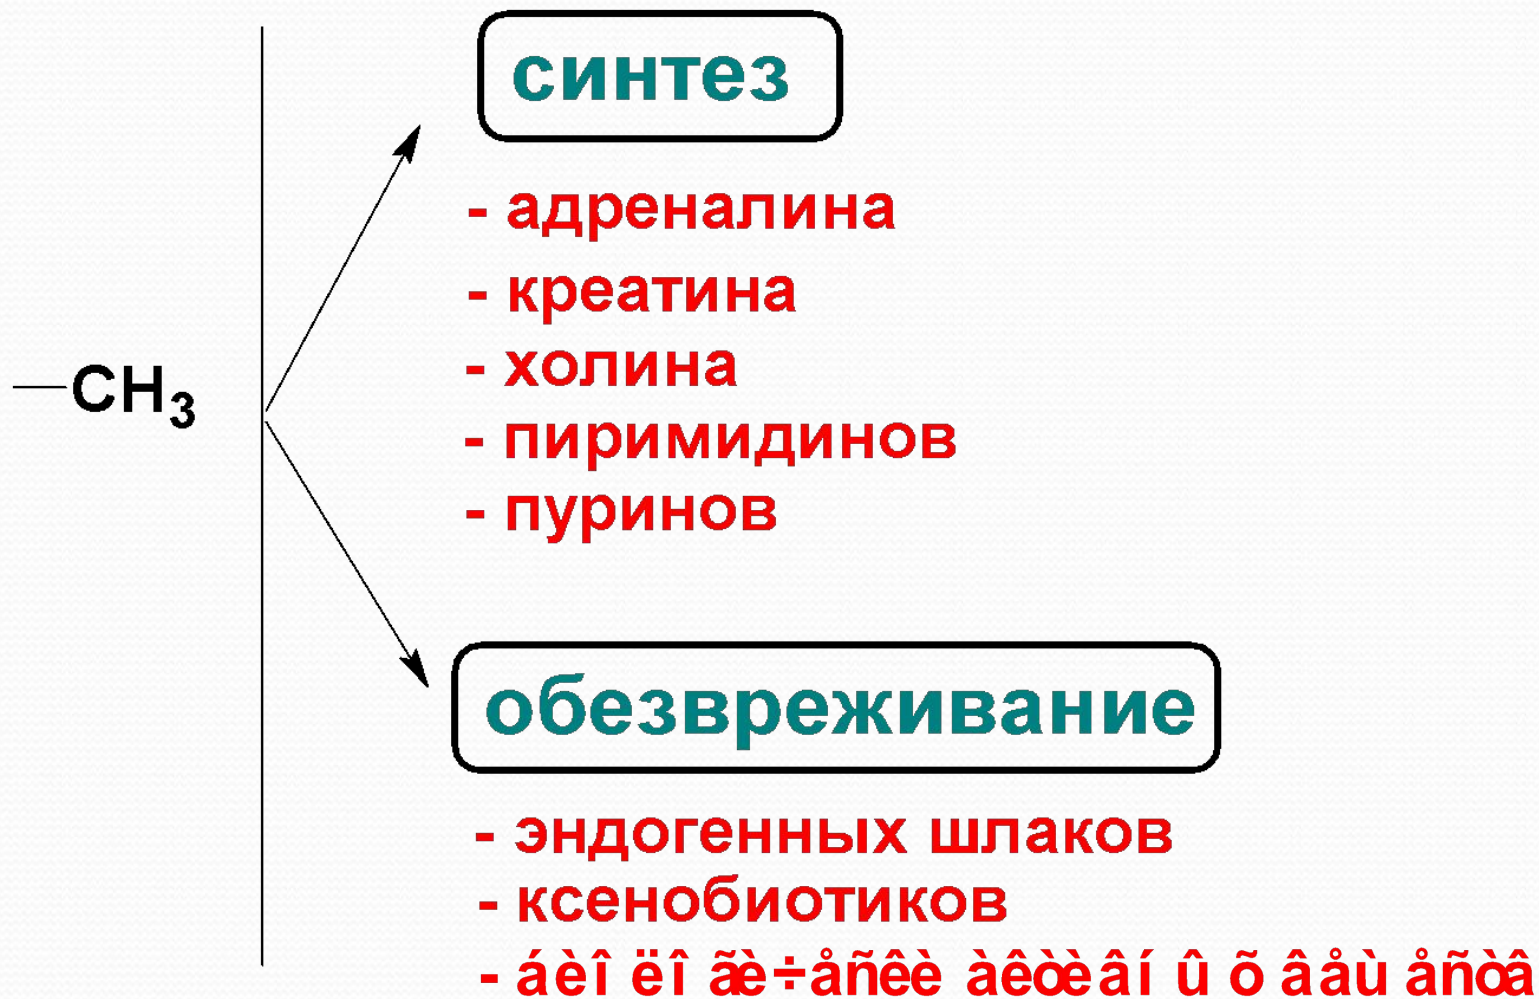 синтез
- адреналина
- креатина
- холина
- пиримидинов
- пуринов
—CH₃
обезвреживание
- эндогенных шлаков
- ксенобиотиков
- áèî ëî ãè÷åñêè àêòèâí û õ âåù åñòâ